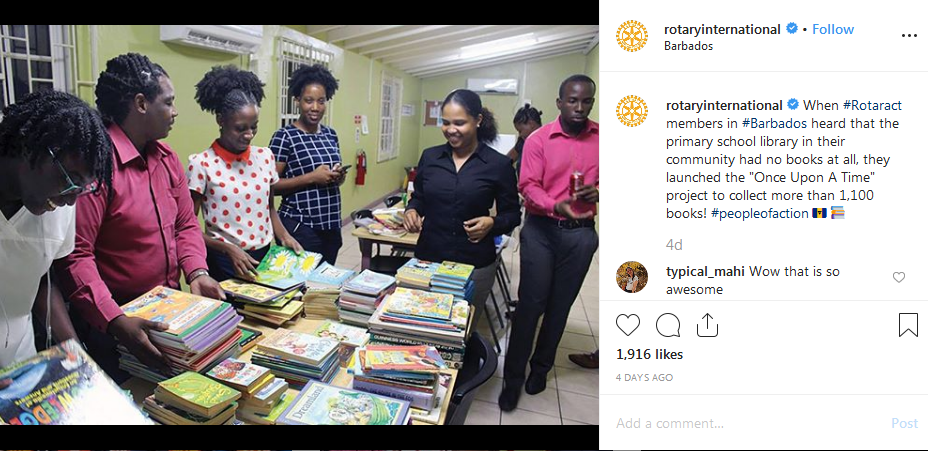 rotaryinternational • Follow
Barbados
rotaryinternational When #Rotaract
members in #Barbados heard that the
primary school library in their
community had no books at all, they
launched the "Once Upon A Time"
project to collect more than 1,100
books! #peopleofaction 🇧🇧 📚
4d
typical_mahi Wow that is so
awesome
1,916 likes
4 DAYS AGO
Add a comment... Post